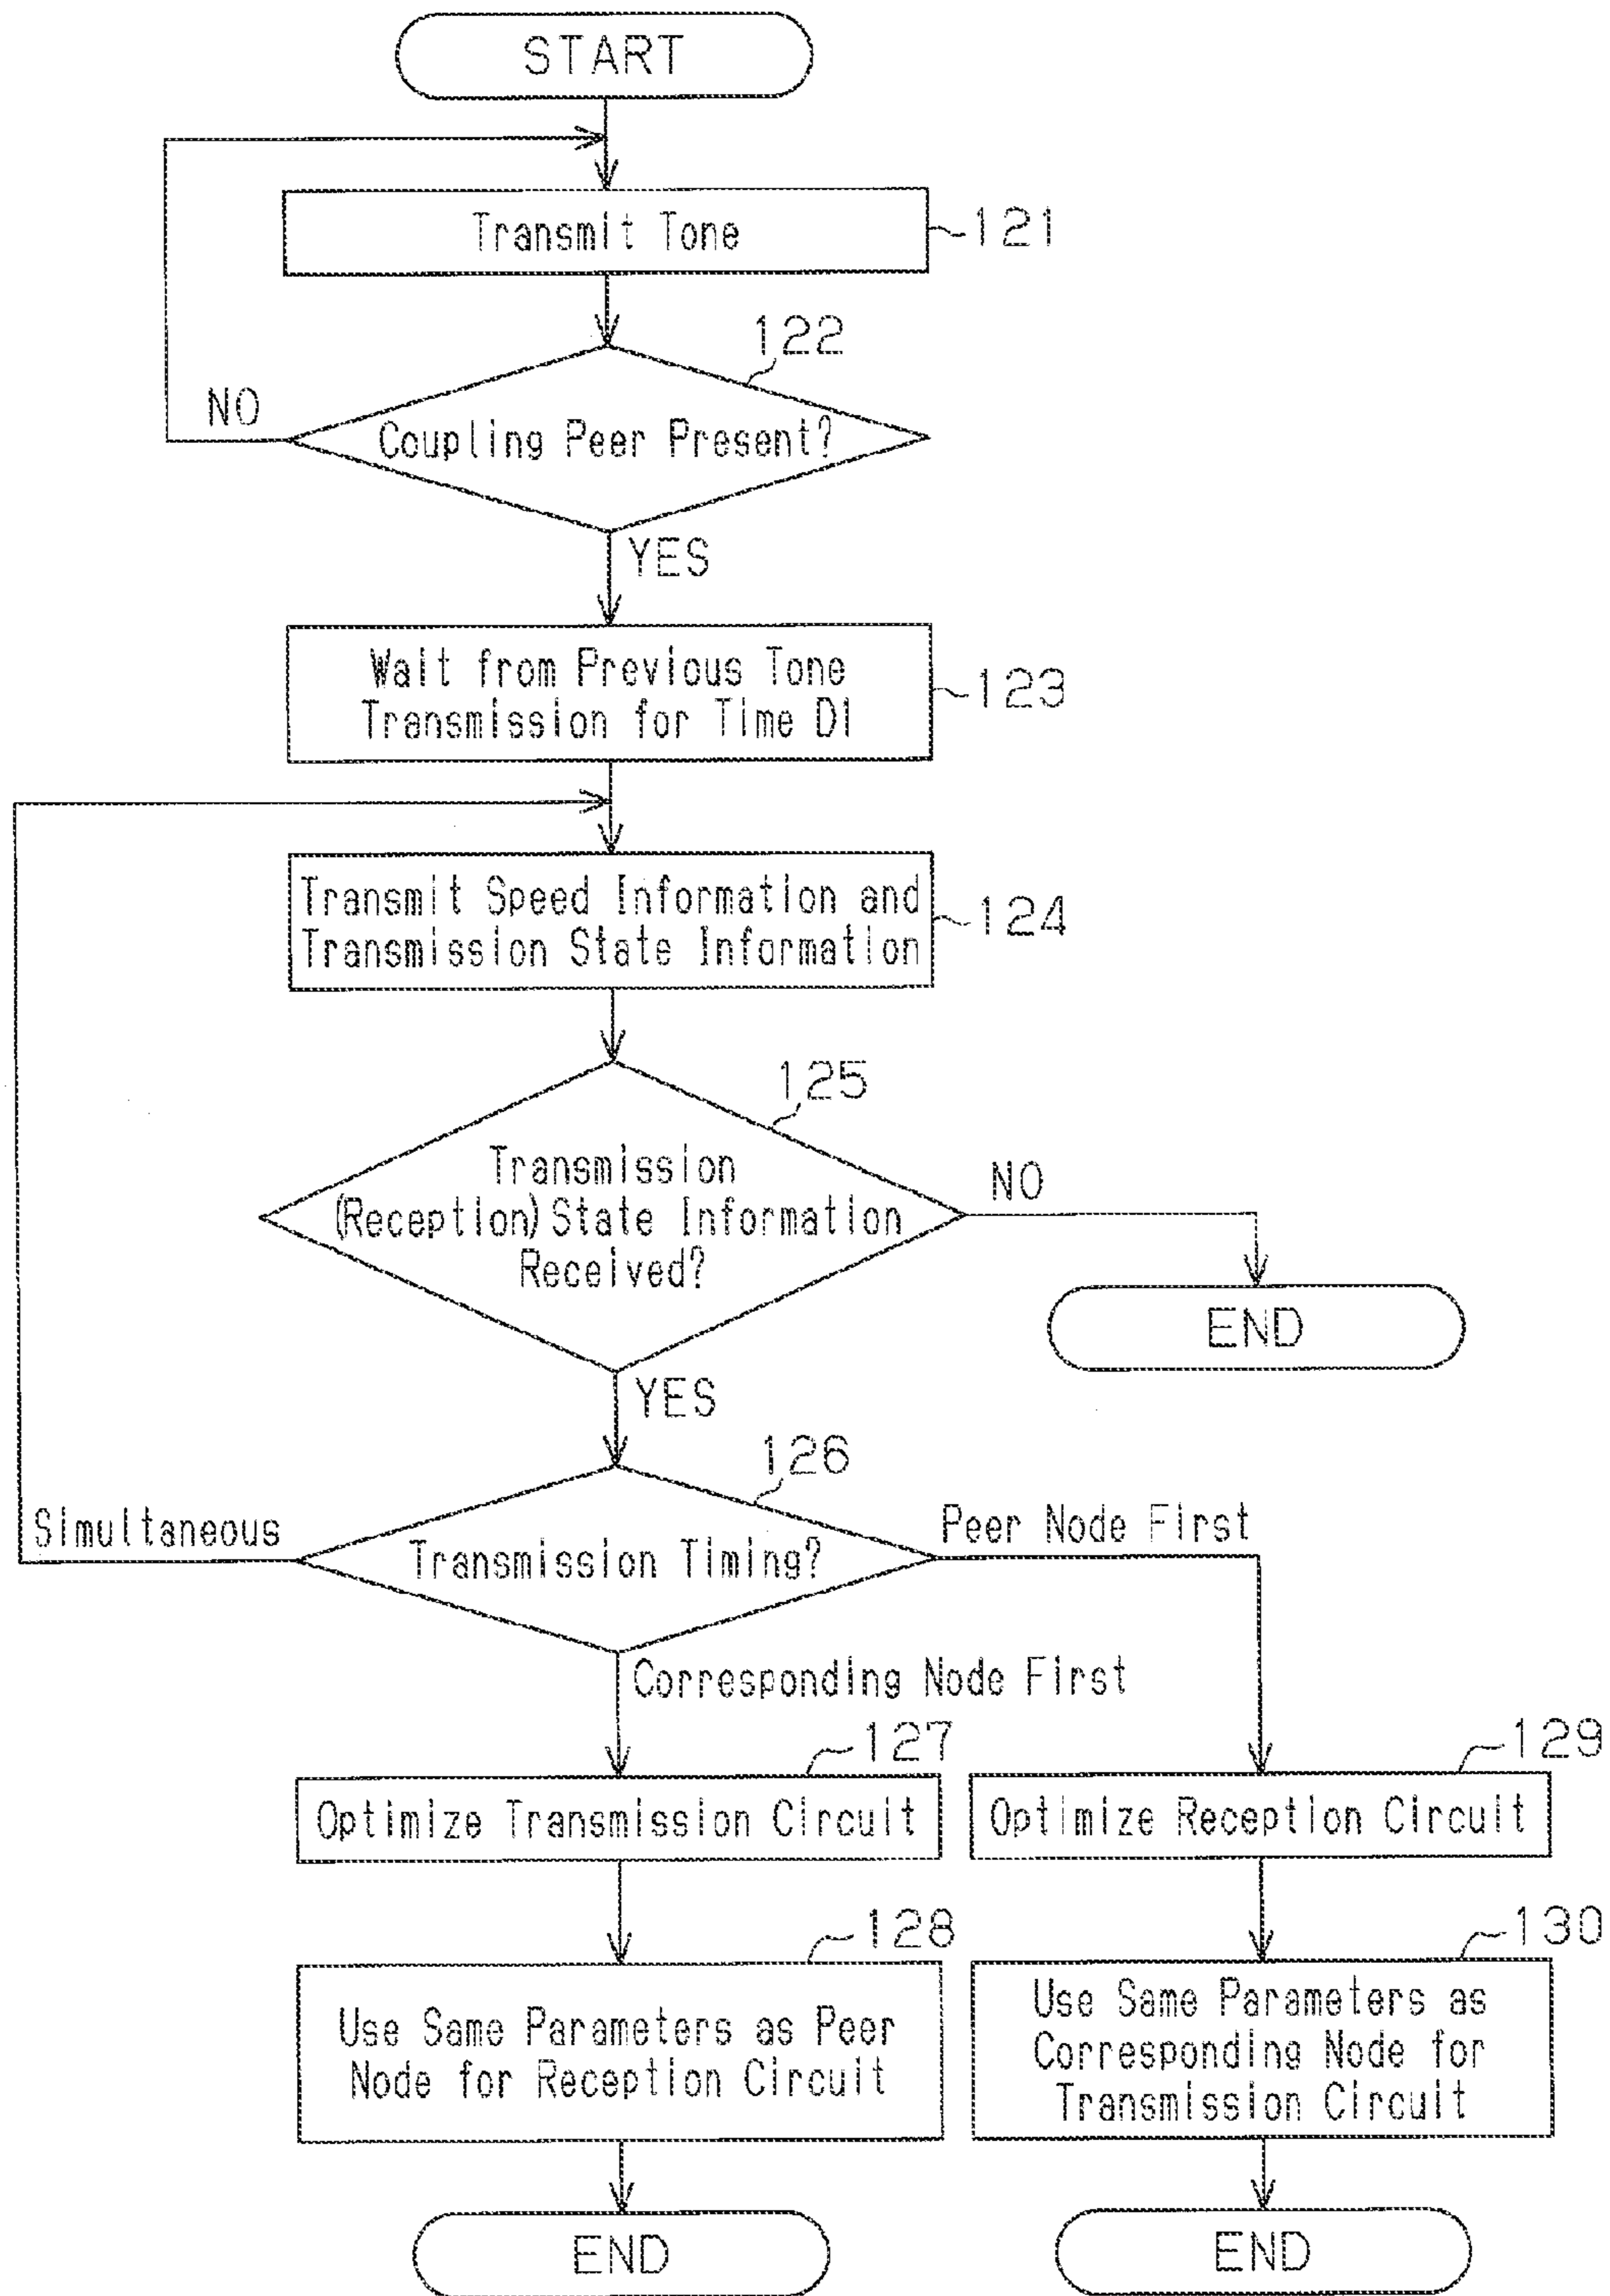 START
Transmit Tone
121
122
NO
Coupling Peer Present?
YES
Wait from Previous Tone
Transmission for Time D1
123
Transmit Speed Information and
Transmission State Information
124
125
Transmission
(Reception) State Information
Received?
NO
END
YES
126
Simultaneous
Transmission Timing?
Peer Node First
Corresponding Node First
127
129
Optimize Transmission Circuit
Optimize Reception Circuit
128
130
Use Same Parameters as Peer
Node for Reception Circuit
Use Same Parameters as
Corresponding Node for
Transmission Circuit
END
END